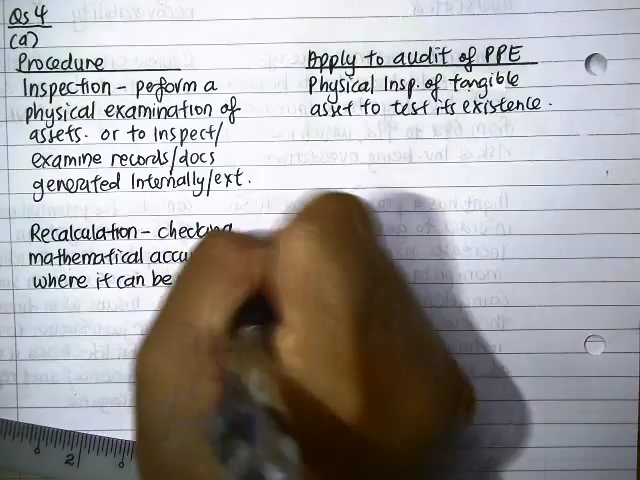 Qs 4
(a)
Procedure
Inspection - perform a
physical examination of
assets. or to Inspect/
examine records/docs
generated Internally/ext.
Recalculation - checking
mathematical accu
where it can be
Apply to audit of PPE
Physical Insp. of tangible
asset to test its existence.
2